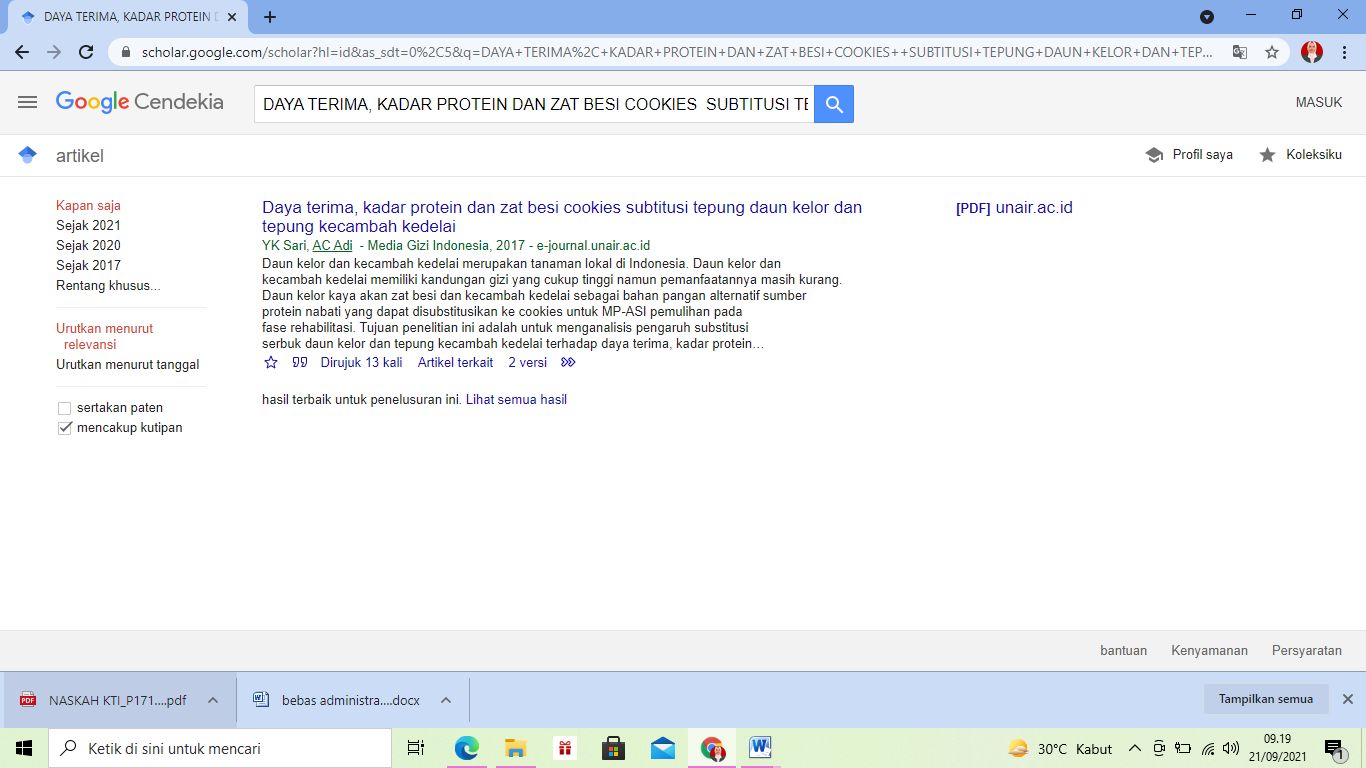 DAYA TERIMA, KADAR PROTEIN D
scholar.google.com/scholar?hl=id&as_sdt=0%2C5&q=DAYA+TERIMA%2C+KADAR+PROTEIN+DAN+ZAT+BESI+COOKIES++SUBTITUSI+TEPUNG+DAUN+KELOR+DAN+TEP...
Google Cendekia
DAYA TERIMA, KADAR PROTEIN DAN ZAT BESI COOKIES  SUBTITUSI TE
MASUK
artikel
Profil saya
Koleksiku
Kapan saja
Sejak 2021
Sejak 2020
Sejak 2017
Rentang khusus...
Urutkan menurut
relevansi
Urutkan menurut tanggal
sertakan paten
mencakup kutipan
Daya terima, kadar protein dan zat besi cookies subtitusi tepung daun kelor dan
tepung kecambah kedelai
YK Sari, AC Adi - Media Gizi Indonesia, 2017 - e-journal.unair.ac.id
Daun kelor dan kecambah kedelai merupakan tanaman lokal di Indonesia. Daun kelor dan
kecambah kedelai memiliki kandungan gizi yang cukup tinggi namun pemanfaatannya masih kurang.
Daun kelor kaya akan zat besi dan kecambah kedelai sebagai bahan pangan alternatif sumber
protein nabati yang dapat disubstitusikan ke cookies untuk MP-ASI pemulihan pada
fase rehabilitasi. Tujuan penelitian ini adalah untuk menganalisis pengaruh substitusi
serbuk daun kelor dan tepung kecambah kedelai terhadap daya terima, kadar protein…
Dirujuk 13 kali Artikel terkait 2 versi
hasil terbaik untuk penelusuran ini. Lihat semua hasil
[PDF] unair.ac.id
bantuan Kenyamanan Persyaratan
NASKAH KTI_P171....pdf
bebas administra....docx
Tampilkan semua
Ketik di sini untuk mencari
30°C Kabut
09.19
21/09/2021
1